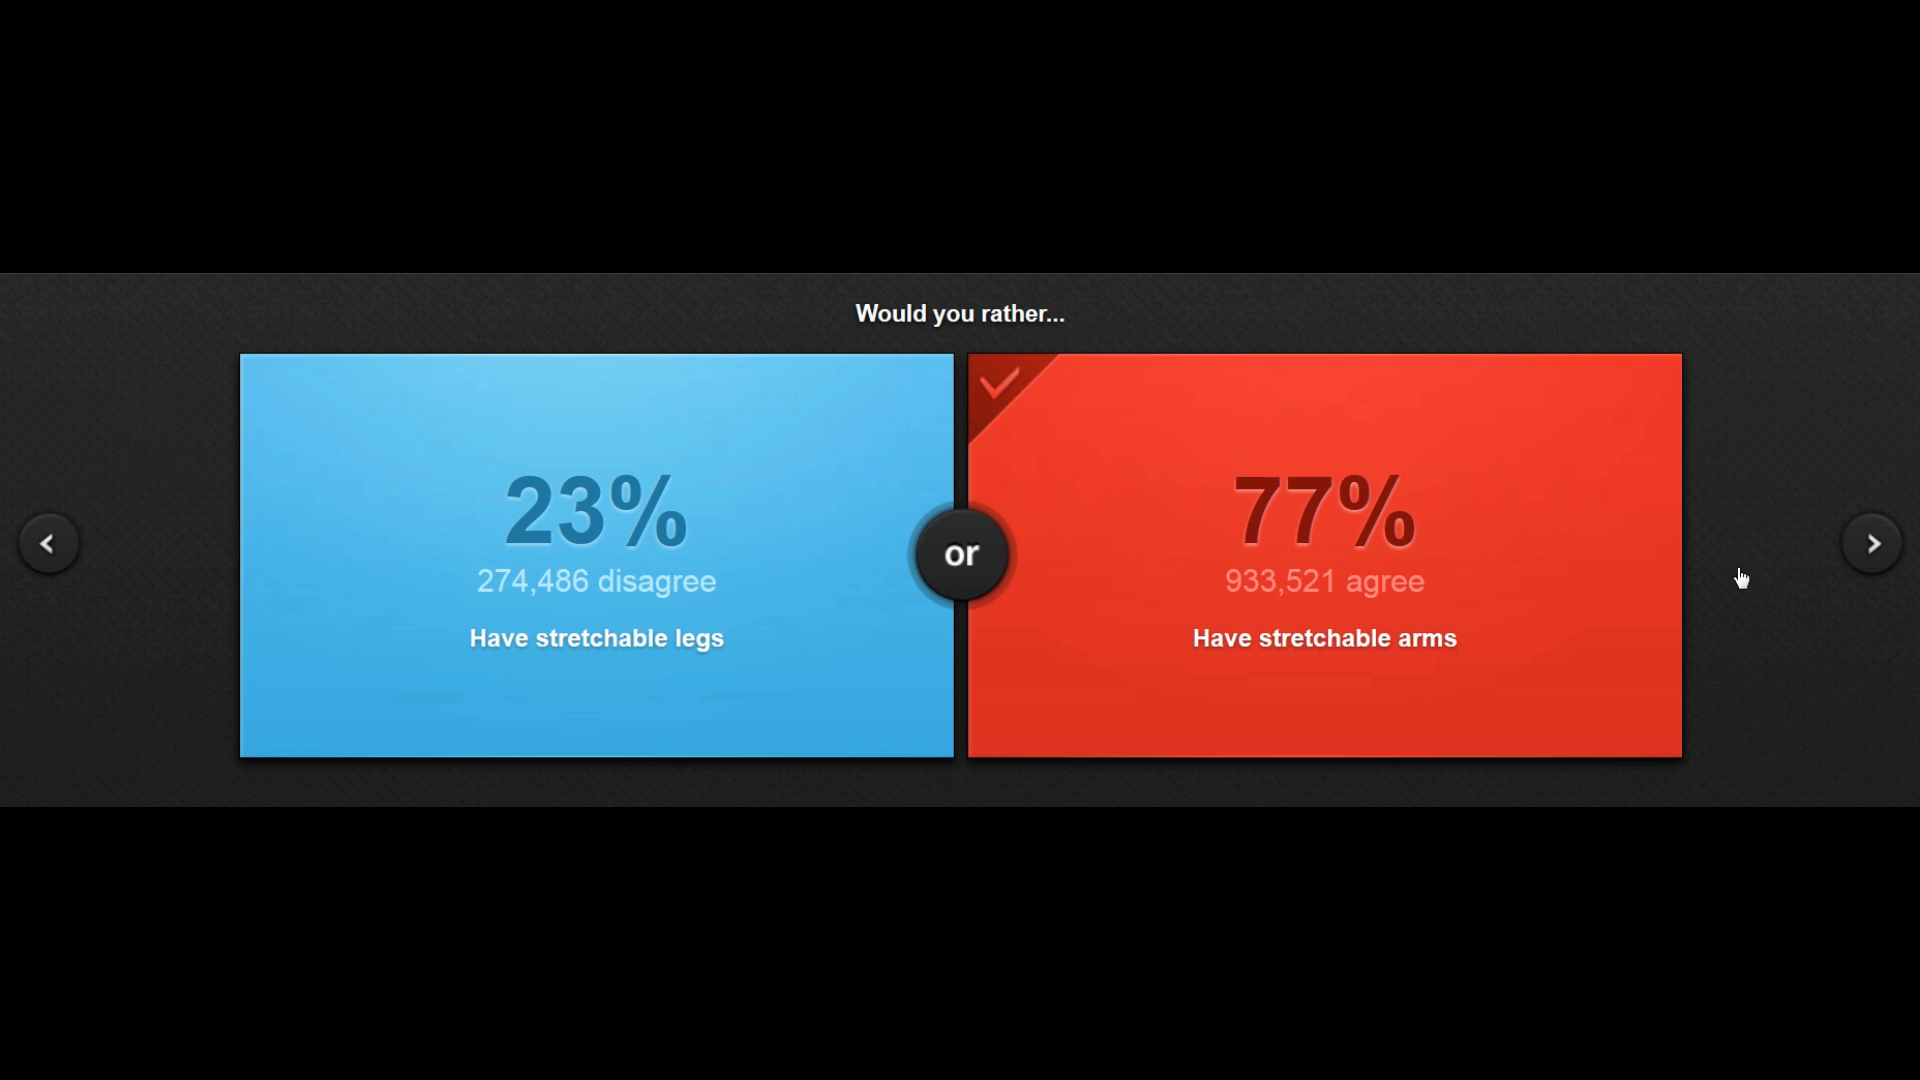 Would you rather...
23%
274,486 disagree
Have stretchable legs
or
77%
933,521 agree
Have stretchable arms